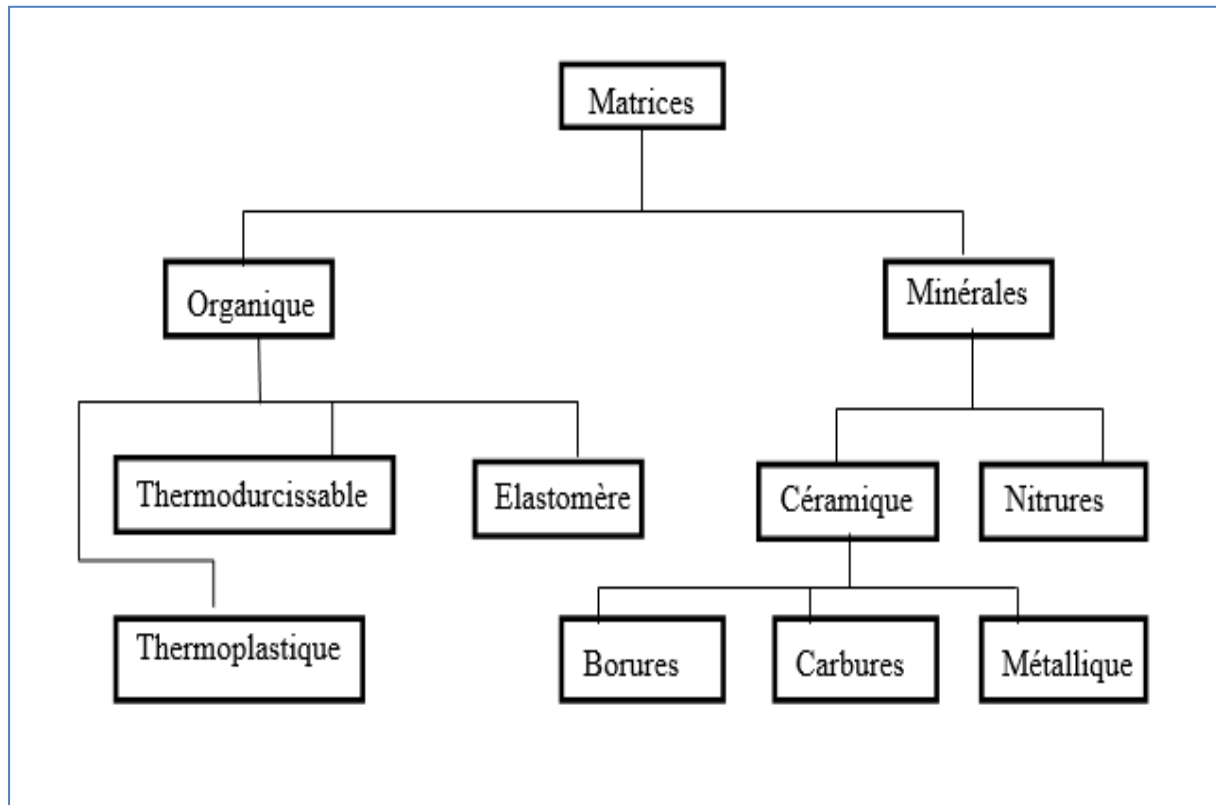 Matrices
Organique
Minérales
Thermodurcissable
Elastomère
Céramique
Nitrures
Thermoplastique
Borures
Carbures
Métallique